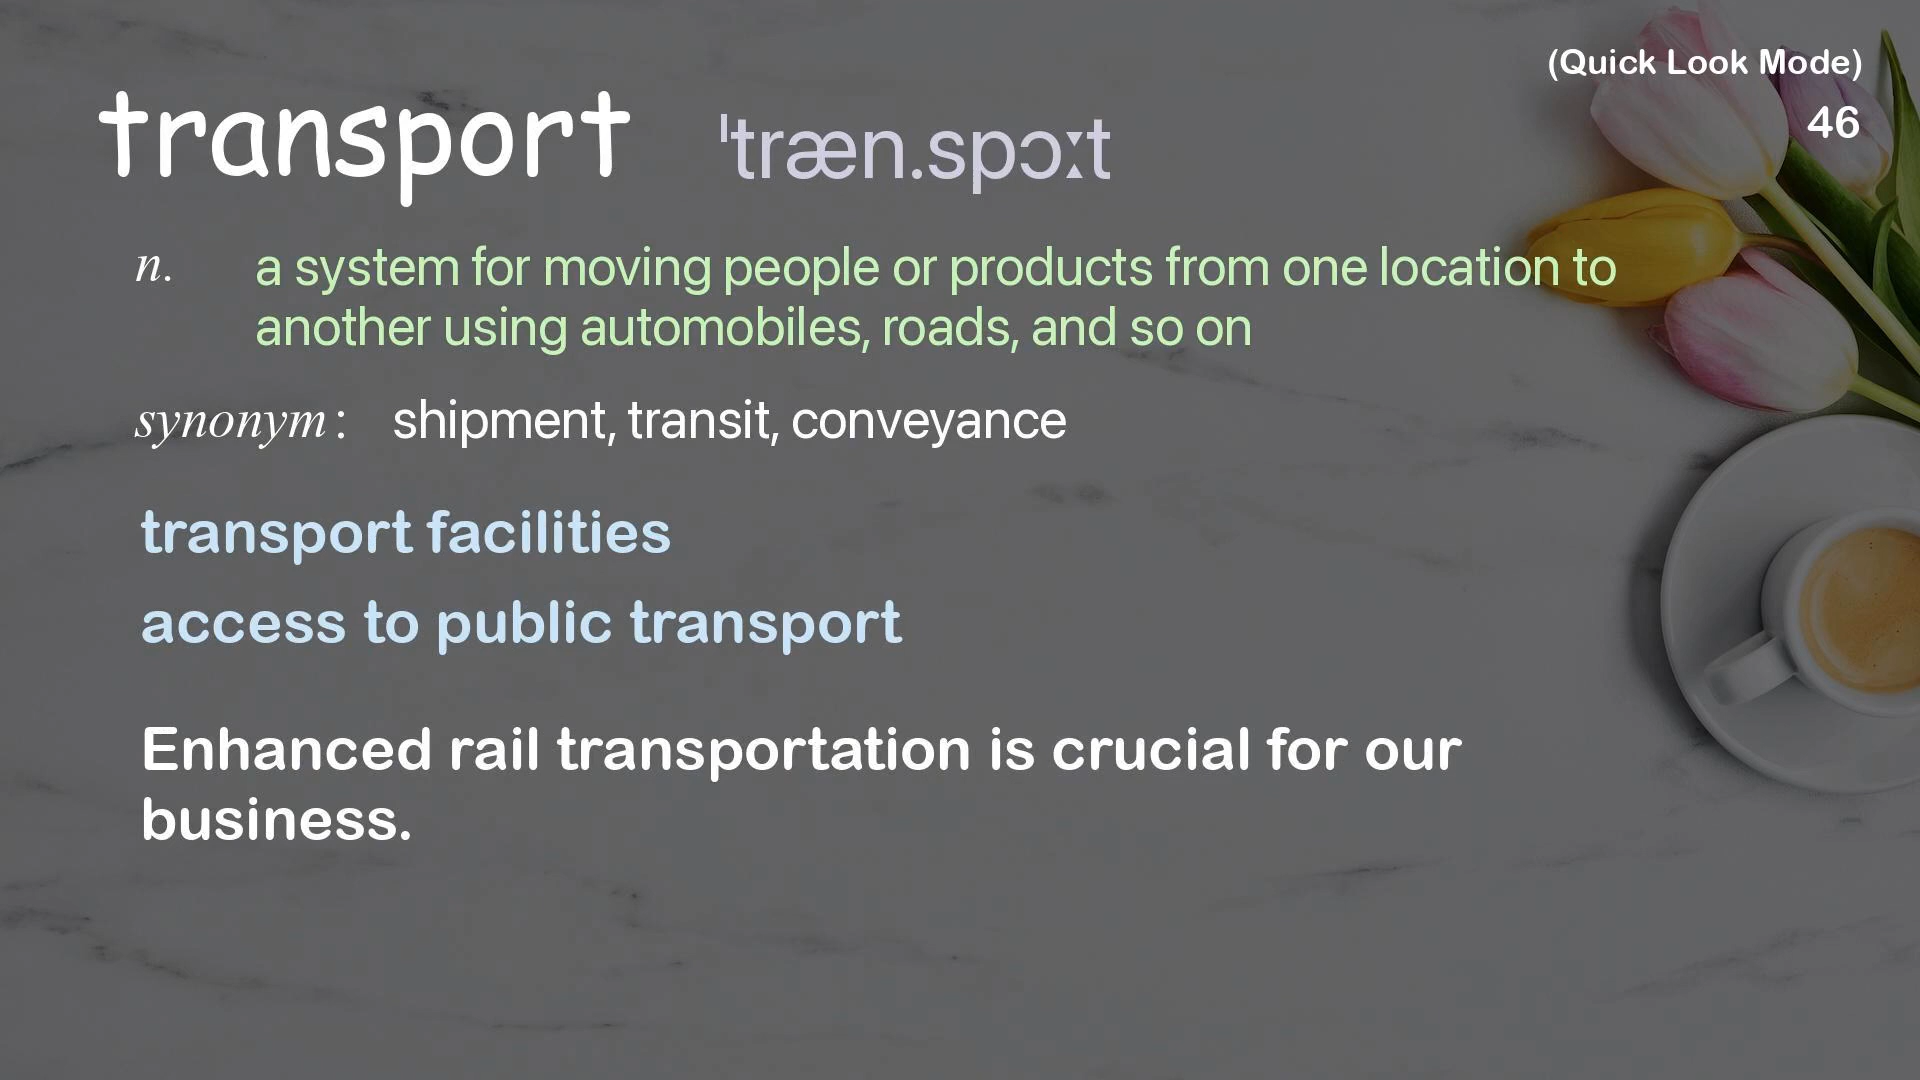 (Quick Look Mode)
transport ˈtræn.spɔːt
46
n. a system for moving people or products from one location to
another using automobiles, roads, and so on
synonym: shipment, transit, conveyance
transport facilities
access to public transport
Enhanced rail transportation is crucial for our
business.